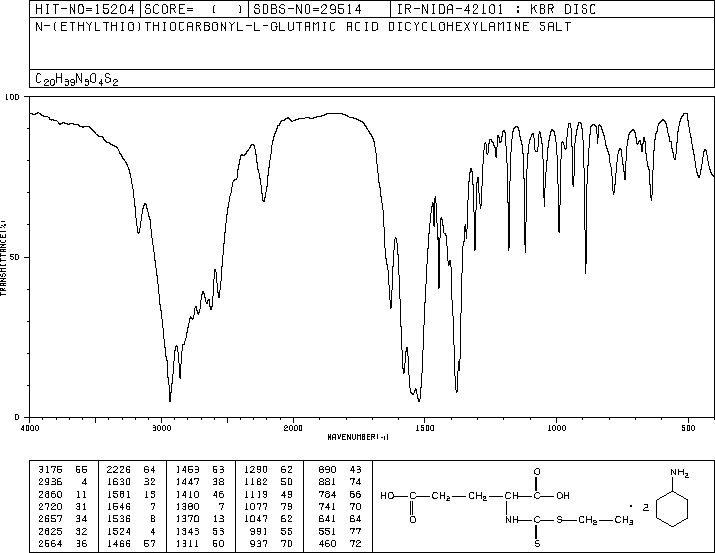 HIT-NO=15204 SCORE= ( ) SDBS-NO=29514 IR-NIDA-42101 : KBR DISC
N-(ETHYLTHIO)THIOCARBONYL-L-GLUTAMIC ACID DICYCLOHEXYLAMINE SALT
C20H39N3O4S2
100
50
0
TRANSMITTANCE(%)
4000 3000 2000 1500 1000 500
WAVENUMBER(-1)
3175 55 2226 64 1453 53 1290 62 890 43
2936 4 1630 32 1447 38 1182 50 881 74
2860 11 1581 15 1410 46 1119 49 784 66
2720 31 1546 7 1380 7 1077 79 741 70
2657 34 1536 8 1370 13 1047 62 641 64
2625 32 1524 4 1345 53 991 55 551 77
2564 36 1466 57 1311 50 937 70 460 72
O
NH2
HO C CH2 CH2 CH C OH
O
NH C S CH2 CH3 · 2
S